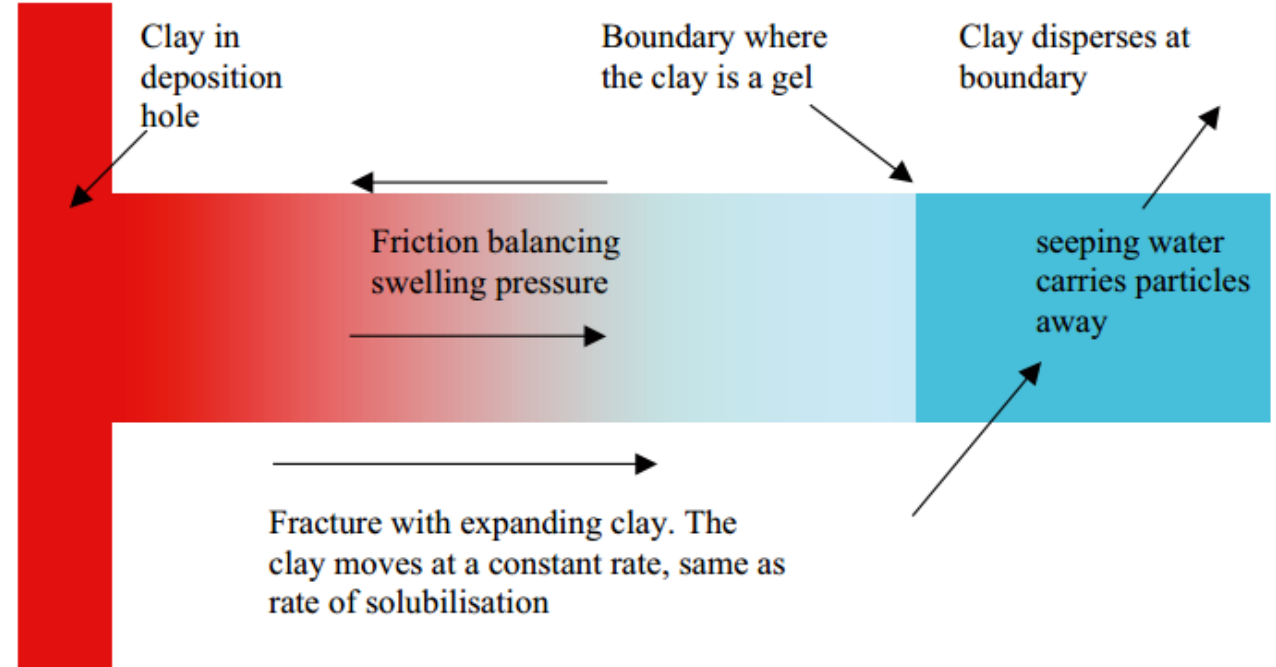 Clay in
deposition
hole
Boundary where
the clay is a gel
Clay disperses at
boundary
Friction balancing
swelling pressure
seeping water
carries particles
away
Fracture with expanding clay. The
clay moves at a constant rate, same as
rate of solubilisation